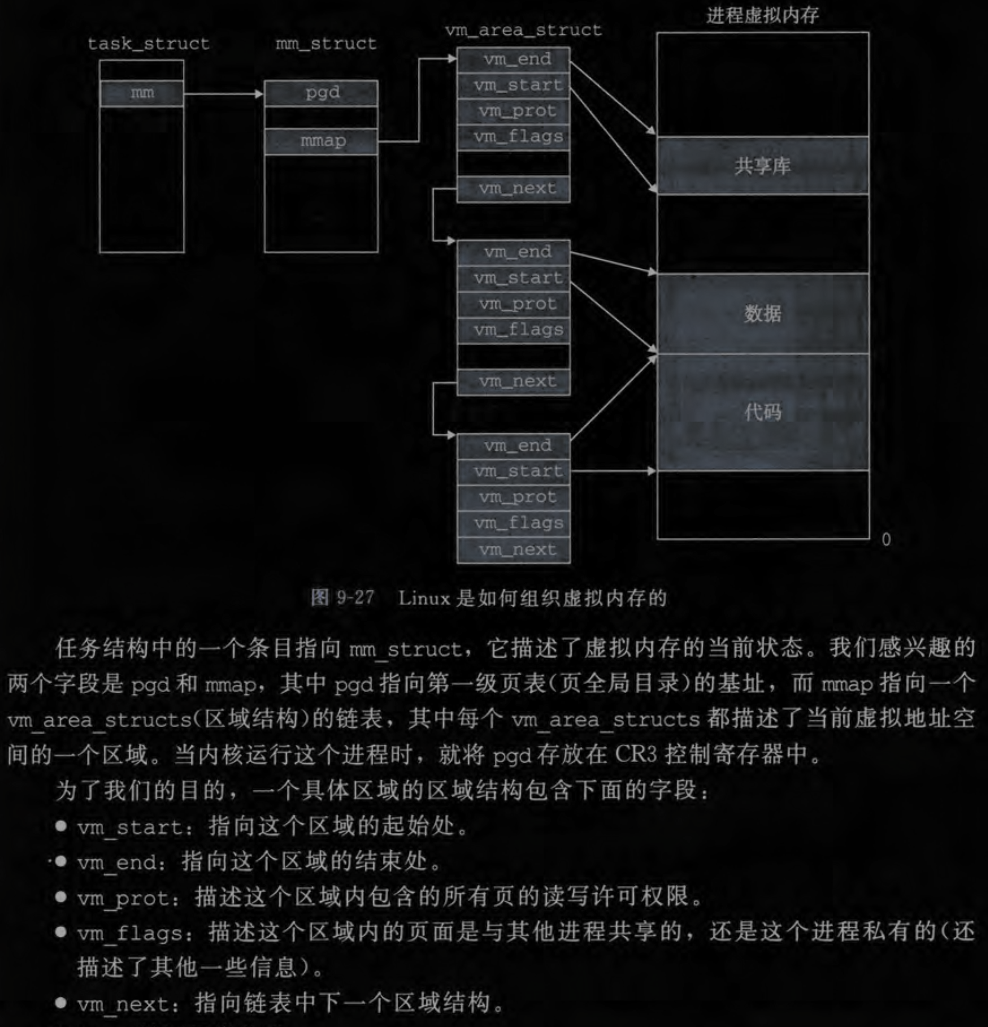 进程虚拟内存
task_struct
mm_struct
vm_area_struct
mm
pgd
mmap
vm_end
vm_start
vm_prot
vm_flags
vm_next
vm_end
vm_start
vm_prot
vm_flags
vm_next
vm_end
vm_start
vm_prot
vm_flags
vm_next
共享库
数据
代码
0
图 9-27 Linux 是如何组织虚拟内存的
任务结构中的一个条目指向 mm_struct，它描述了虚拟内存的当前状态。我们感兴趣的
两个字段是 pgd 和 mmap，其中 pgd 指向第一级页表(页全局目录)的基址，而 mmap 指向一个
vm_area_structs(区域结构)的链表，其中每个 vm_area_structs 都描述了当前虚拟地址空
间的一个区域。当内核运行这个进程时，就将 pgd 存放在 CR3 控制寄存器中。
为了我们的目的，一个具体区域的区域结构包含下面的字段：
● vm_start：指向这个区域的起始处。
● vm_end：指向这个区域的结束处。
● vm_prot：描述这个区域内包含的所有页的读写许可权限。
● vm_flags：描述这个区域内的页面是与其他进程共享的，还是这个进程私有的(还
描述了其他一些信息)。
● vm_next：指向链表中下一个区域结构。